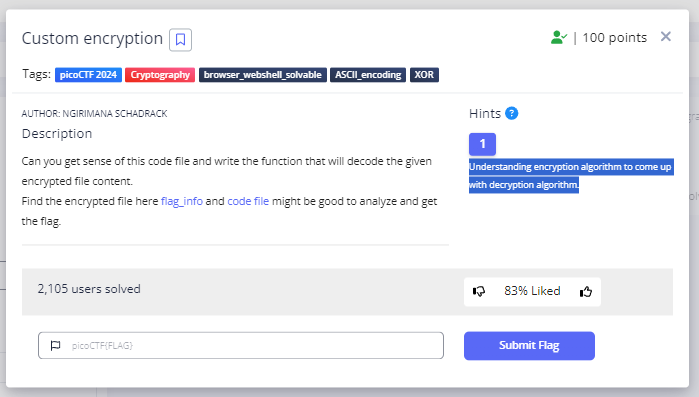 Custom encryption
| 100 points
Tags: picoCTF 2024 Cryptography browser_webshell_solvable ASCII_encoding XOR
AUTHOR: NGIRIMANA SCHADRACK
Description
Can you get sense of this code file and write the function that will decode the given
encrypted file content.
Find the encrypted file here flag_info and code file might be good to analyze and get
the flag.
Hints ?
1
Understanding encryption algorithm to come up
with decryption algorithm.
2,105 users solved
83% Liked
picoCTF{FLAG}
Submit Flag